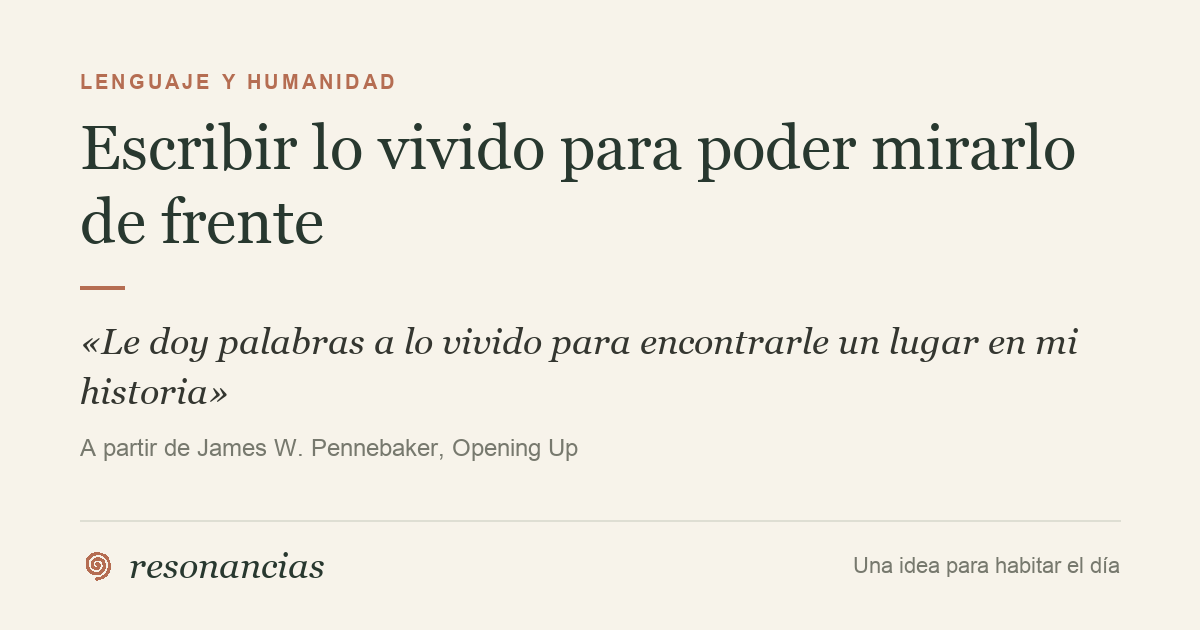 LENGUAJE Y HUMANIDAD
Escribir lo vivido para poder mirarlo
de frente
«Le doy palabras a lo vivido para encontrarle un lugar en mi
historia»
A partir de James W. Pennebaker, Opening Up
resonancias
Una idea para habitar el día